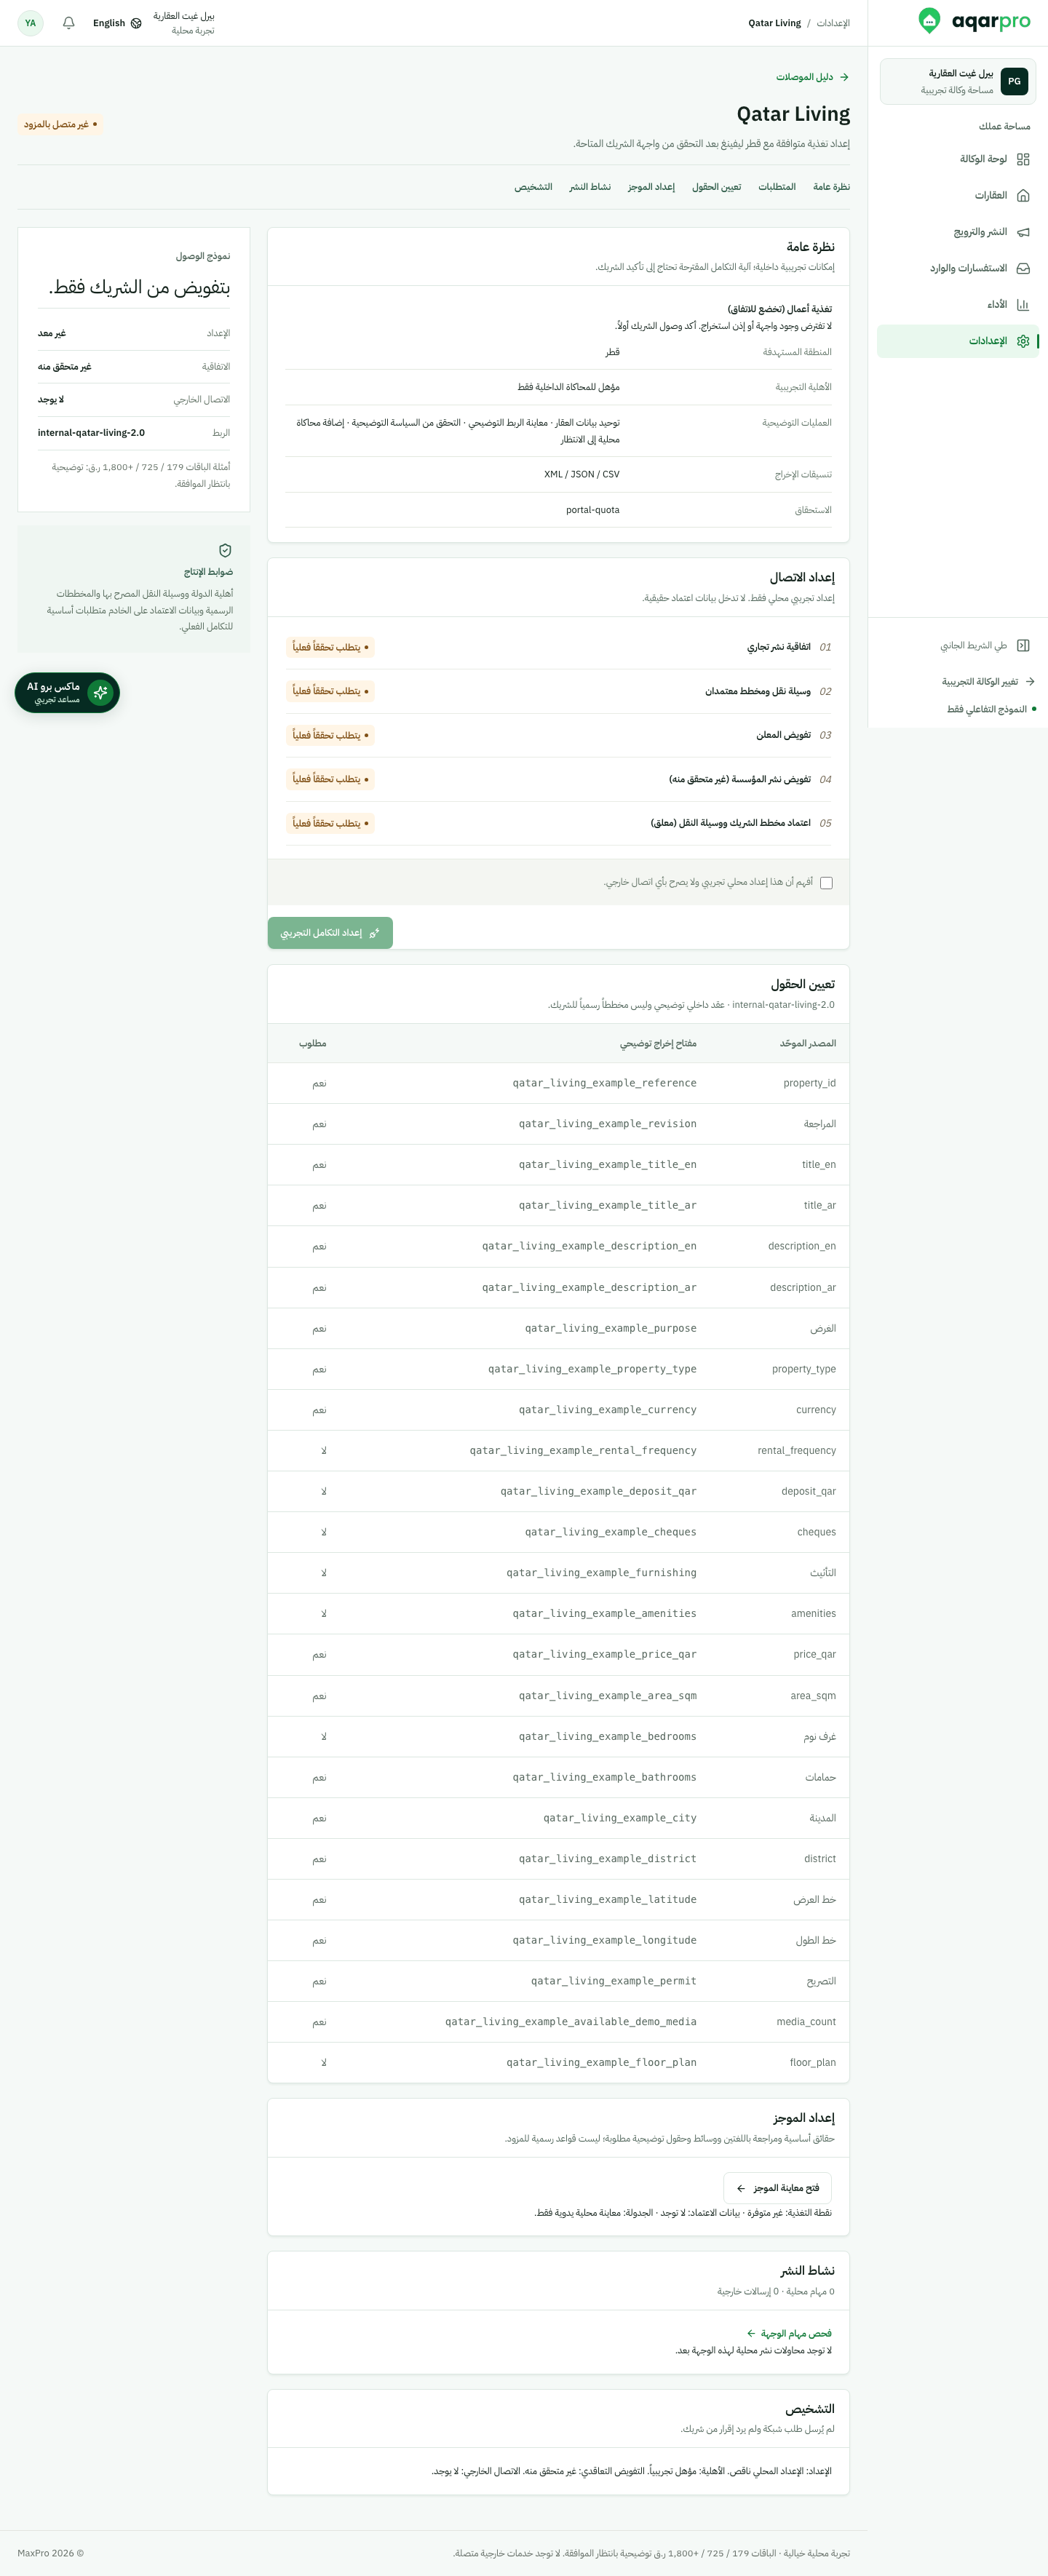 aqarpro
PG
بيرل غيت العقارية
مساحة وكالة تجريبية
مساحة عملك
لوحة الوكالة
العقارات
النشر والترويج
الاستفسارات والوارد
الأداء
الإعدادات
طي الشريط الجانبي
تغيير الوكالة التجريبية
النموذج التفاعلي فقط
الإعدادات / Qatar Living
بيرل غيت العقارية
تجربة محلية
English
YA
دليل الموصلات
Qatar Living
إعداد تغذية متوافقة مع قطر ليفينغ بعد التحقق من واجهة الشريك المتاحة.
غير متصل بالمزود
نظرة عامة
المتطلبات
تعيين الحقول
إعداد الموجز
نشاط النشر
التشخيص
نظرة عامة
إمكانات تجريبية داخلية؛ آلية التكامل المقترحة تحتاج إلى تأكيد الشريك.
تغذية أعمال (تخضع للاتفاق)
لا تفترض وجود واجهة أو إذن استخراج. أكد وصول الشريك أولاً.
المنطقة المستهدفة
قطر
الأهلية التجريبية
مؤهل للمحاكاة الداخلية فقط
العمليات التوضيحية
توحيد بيانات العقار · معاينة الربط التوضيحي · التحقق من السياسة التوضيحية · إضافة محاكاة
محلية إلى الانتظار
تنسيقات الإخراج
XML / JSON / CSV
الاستحقاق
portal-quota
نموذج الوصول
بتفويض من الشريك فقط.
الإعداد
غير معد
الاتفاقية
غير متحقق منه
الاتصال الخارجي
لا يوجد
الربط
internal-qatar-living-2.0
أمثلة الباقات 179 / 725 / +1,800 ر.ق: توضيحية
بانتظار الموافقة.
ضوابط الإنتاج
أهلية الدولة ووسيلة النقل المصرح بها والمخططات
الرسمية وبيانات الاعتماد على الخادم متطلبات أساسية
للتكامل الفعلي.
ماكس برو AI
مساعد تجريبي
إعداد الاتصال
إعداد تجريبي محلي فقط. لا تدخل بيانات اعتماد حقيقية.
01
اتفاقية نشر تجاري
يتطلب تحققاً فعلياً
02
وسيلة نقل ومخطط معتمدان
يتطلب تحققاً فعلياً
03
تفويض المعلن
يتطلب تحققاً فعلياً
04
تفويض نشر المؤسسة (غير متحقق منه)
يتطلب تحققاً فعلياً
05
اعتماد مخطط الشريك ووسيلة النقل (معلق)
يتطلب تحققاً فعلياً
أفهم أن هذا إعداد محلي تجريبي ولا يصرح بأي اتصال خارجي.
إعداد التكامل التجريبي
تعيين الحقول
internal-qatar-living-2.0 · عقد داخلي توضيحي وليس مخططاً رسمياً للشريك.
المصدر الموحّد
مفتاح إخراج توضيحي
مطلوب
property_id
qatar_living_example_reference
نعم
المراجعة
qatar_living_example_revision
نعم
title_en
qatar_living_example_title_en
نعم
title_ar
qatar_living_example_title_ar
نعم
description_en
qatar_living_example_description_en
نعم
description_ar
qatar_living_example_description_ar
نعم
الغرض
qatar_living_example_purpose
نعم
property_type
qatar_living_example_property_type
نعم
currency
qatar_living_example_currency
نعم
rental_frequency
qatar_living_example_rental_frequency
لا
deposit_qar
qatar_living_example_deposit_qar
لا
cheques
qatar_living_example_cheques
لا
التأثيث
qatar_living_example_furnishing
لا
amenities
qatar_living_example_amenities
لا
price_qar
qatar_living_example_price_qar
نعم
area_sqm
qatar_living_example_area_sqm
نعم
غرف نوم
qatar_living_example_bedrooms
لا
حمامات
qatar_living_example_bathrooms
نعم
المدينة
qatar_living_example_city
نعم
district
qatar_living_example_district
نعم
خط العرض
qatar_living_example_latitude
نعم
خط الطول
qatar_living_example_longitude
نعم
التصريح
qatar_living_example_permit
نعم
media_count
qatar_living_example_available_demo_media
نعم
floor_plan
qatar_living_example_floor_plan
لا
إعداد الموجز
حقائق أساسية ومراجعة باللغتين ووسائط وحقول توضيحية مطلوبة؛ ليست قواعد رسمية للمزود.
فتح معاينة الموجز
نقطة التغذية: غير متوفرة · بيانات الاعتماد: لا توجد · الجدولة: معاينة محلية يدوية فقط.
نشاط النشر
0 مهام محلية · 0 إرسالات خارجية
فحص مهام الوجهة
لا توجد محاولات نشر محلية لهذه الوجهة بعد.
التشخيص
لم يُرسل طلب شبكة ولم يرد إقرار من شريك.
الإعداد: الإعداد المحلي ناقص. الأهلية: مؤهل تجريبياً. التفويض التعاقدي: غير متحقق منه. الاتصال الخارجي: لا يوجد.
تجربة محلية خيالية · الباقات 179 / 725 / +1,800 ر.ق توضيحية بانتظار الموافقة. لا توجد خدمات خارجية متصلة.
© 2026 MaxPro